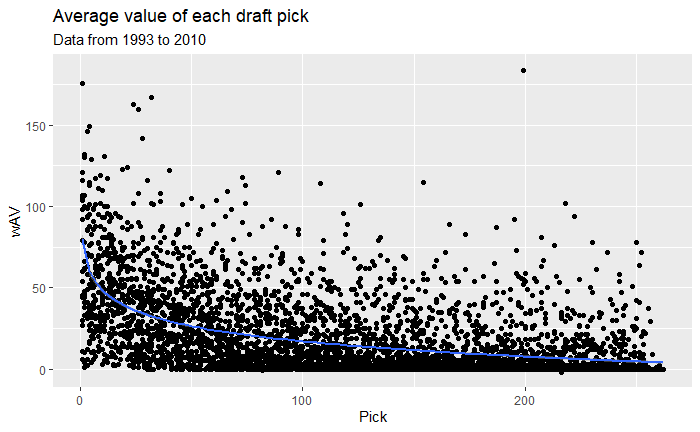 Average value of each draft pick
Data from 1993 to 2010
150
100
50
0
wAV
0 100 200
Pick